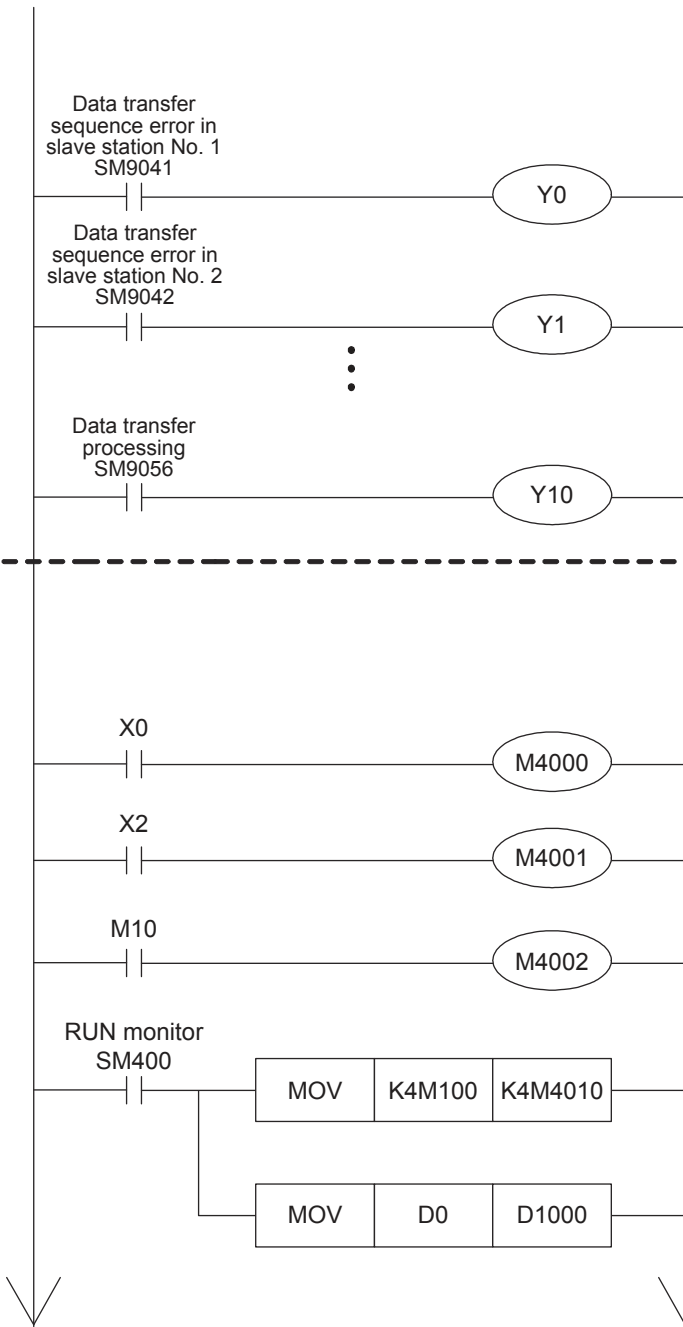 Data transfer
sequence error in
slave station No. 1
SM9041
Y0
Data transfer
sequence error in
slave station No. 2
SM9042
Y1
Data transfer
processing
SM9056
Y10
X0
M4000
X2
M4001
M10
M4002
RUN monitor
SM400
MOV K4M100 K4M4010
MOV D0 D1000